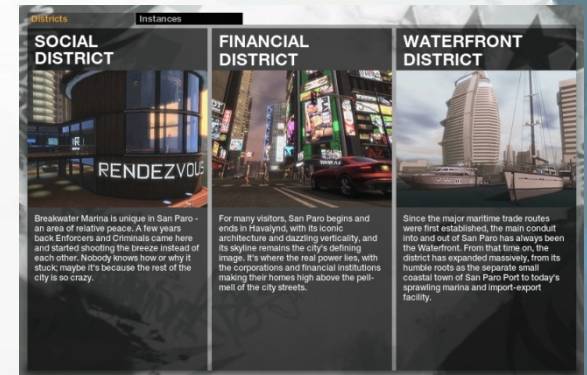 Districts
Instances
SOCIAL
DISTRICT
RENDEZVOUS
Breakwater Marina is unique in San Paro -
an area of relative peace. A few years
back Enforcers and Criminals came here
and started shooting the breeze instead of
each other. Nobody knows how or why it
stuck; maybe it's because the rest of the
city is so crazy.
FINANCIAL
DISTRICT
For many visitors, San Paro begins and
ends in Havalynd, with its iconic
architecture and dazzling verticality, and
its skyline remains the city's defining
image. It's where the real power lies, with
the corporations and financial institutions
making their homes high above the pell-
mell of the city streets.
WATERFRONT
DISTRICT
Since the major maritime trade routes
were first established, the main conduit
into and out of San Paro has always been
the Waterfront. From that time on, the
district has expanded massively, from its
humble roots as the separate small
coastal town of San Paro Port to today's
sprawling marina and import-export
facility.